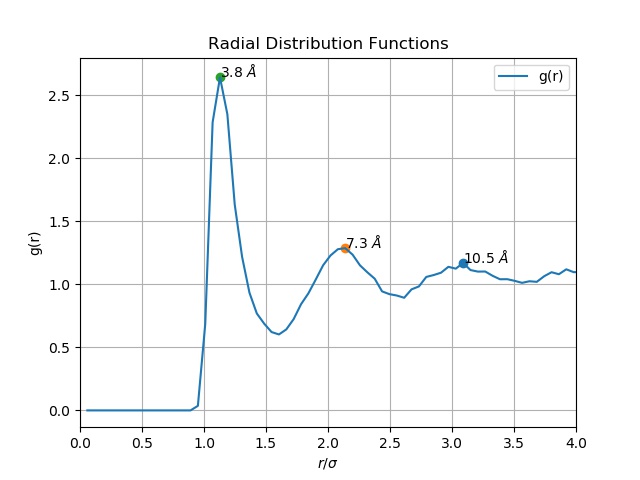 Radial Distribution Functions
3.8 Å
g(r)
2.5
2.0
g(r)
1.5
7.3 Å
10.5 Å
1.0
0.5
0.0
0.0 0.5 1.0 1.5 2.0 2.5 3.0 3.5 4.0
r/σ